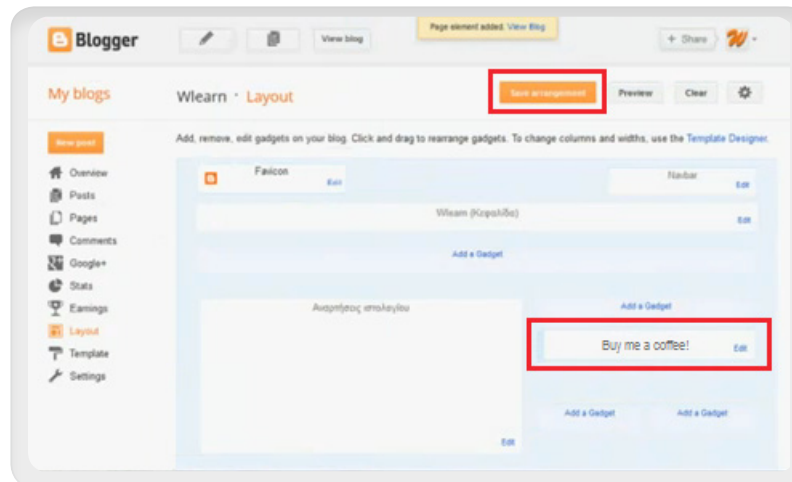 Page element added. View Blog
Blogger
View blog
+ Share
My blogs
Wlearn · Layout
Save arrangement
Preview
Clear
New post
Add, remove, edit gadgets on your blog. Click and drag to rearrange gadgets. To change columns and widths, use the Template Designer.
Overview
Posts
Pages
Comments
Google+
Stats
Earnings
Layout
Template
Settings
Favicon
Edit
Navbar
Edit
Wlearn (Κεφαλίδα)
Edit
Add a Gadget
Αναρτήσεις ιστολογίου
Edit
Add a Gadget
Buy me a coffee!
Edit
Add a Gadget
Add a Gadget